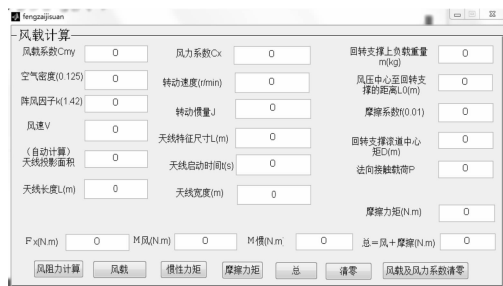 fengzaijisuan
风载计算
风载系数Cmy 0
空气密度(0.125) 0
阵风因子k(1.42) 0
风速V 0
(自动计算)
天线投影面积 0
天线长度L(m) 0
风力系数Cx 0
转动速度(r/min) 0
转动惯量J 0
天线特征尺寸L(m) 0
天线启动时间t(s) 0
天线宽度(m) 0
回转支撑上负载重量
m(kg) 0
风压中心至回转支
撑的距离L0(m) 0
摩擦系数f(0.01) 0
回转支撑滚道中心
矩D(m) 0
法向接触载荷P 0
摩擦力矩(N.m) 0
Fx(N.m) 0 M风(N.m) 0 M惯(N.m) 0 总=风+摩擦(N.m) 0
风阻力计算 风载 惯性力矩 摩擦力矩 总 清零 风载及风力系数清零